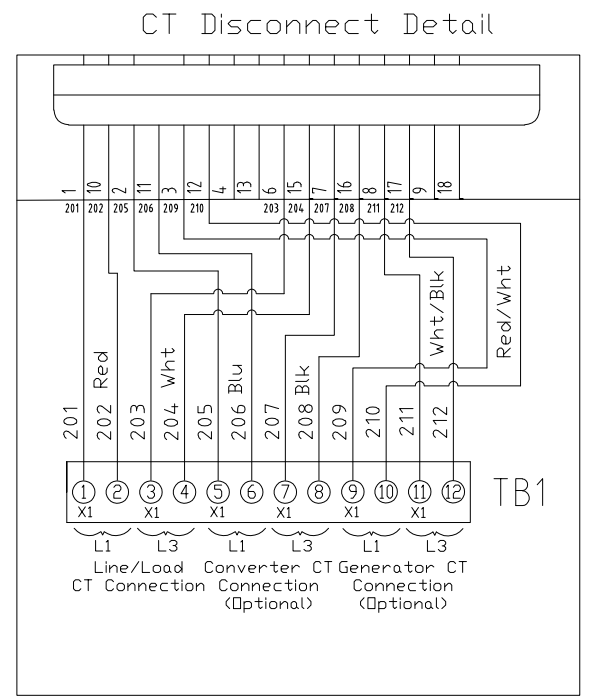 CT Disconnect Detail
1 10 2 11 3 12 4 13 6 15 7 16 8 17 9 18
201 202 205 206 209 210 203 204 207 208 211 212
Red Wht Blu Blk Wht/Blk Red/Wht
201 202 203 204 205 206 207 208 209 210 211 212
1 2 3 4 5 6 7 8 9 10 11 12 TB1
X1 X1 X1 X1 X1 X1
L1 L3 L1 L3 L1 L3
Line/Load Converter CT Generator CT
CT Connection Connection Connection
(Optional) (Optional)